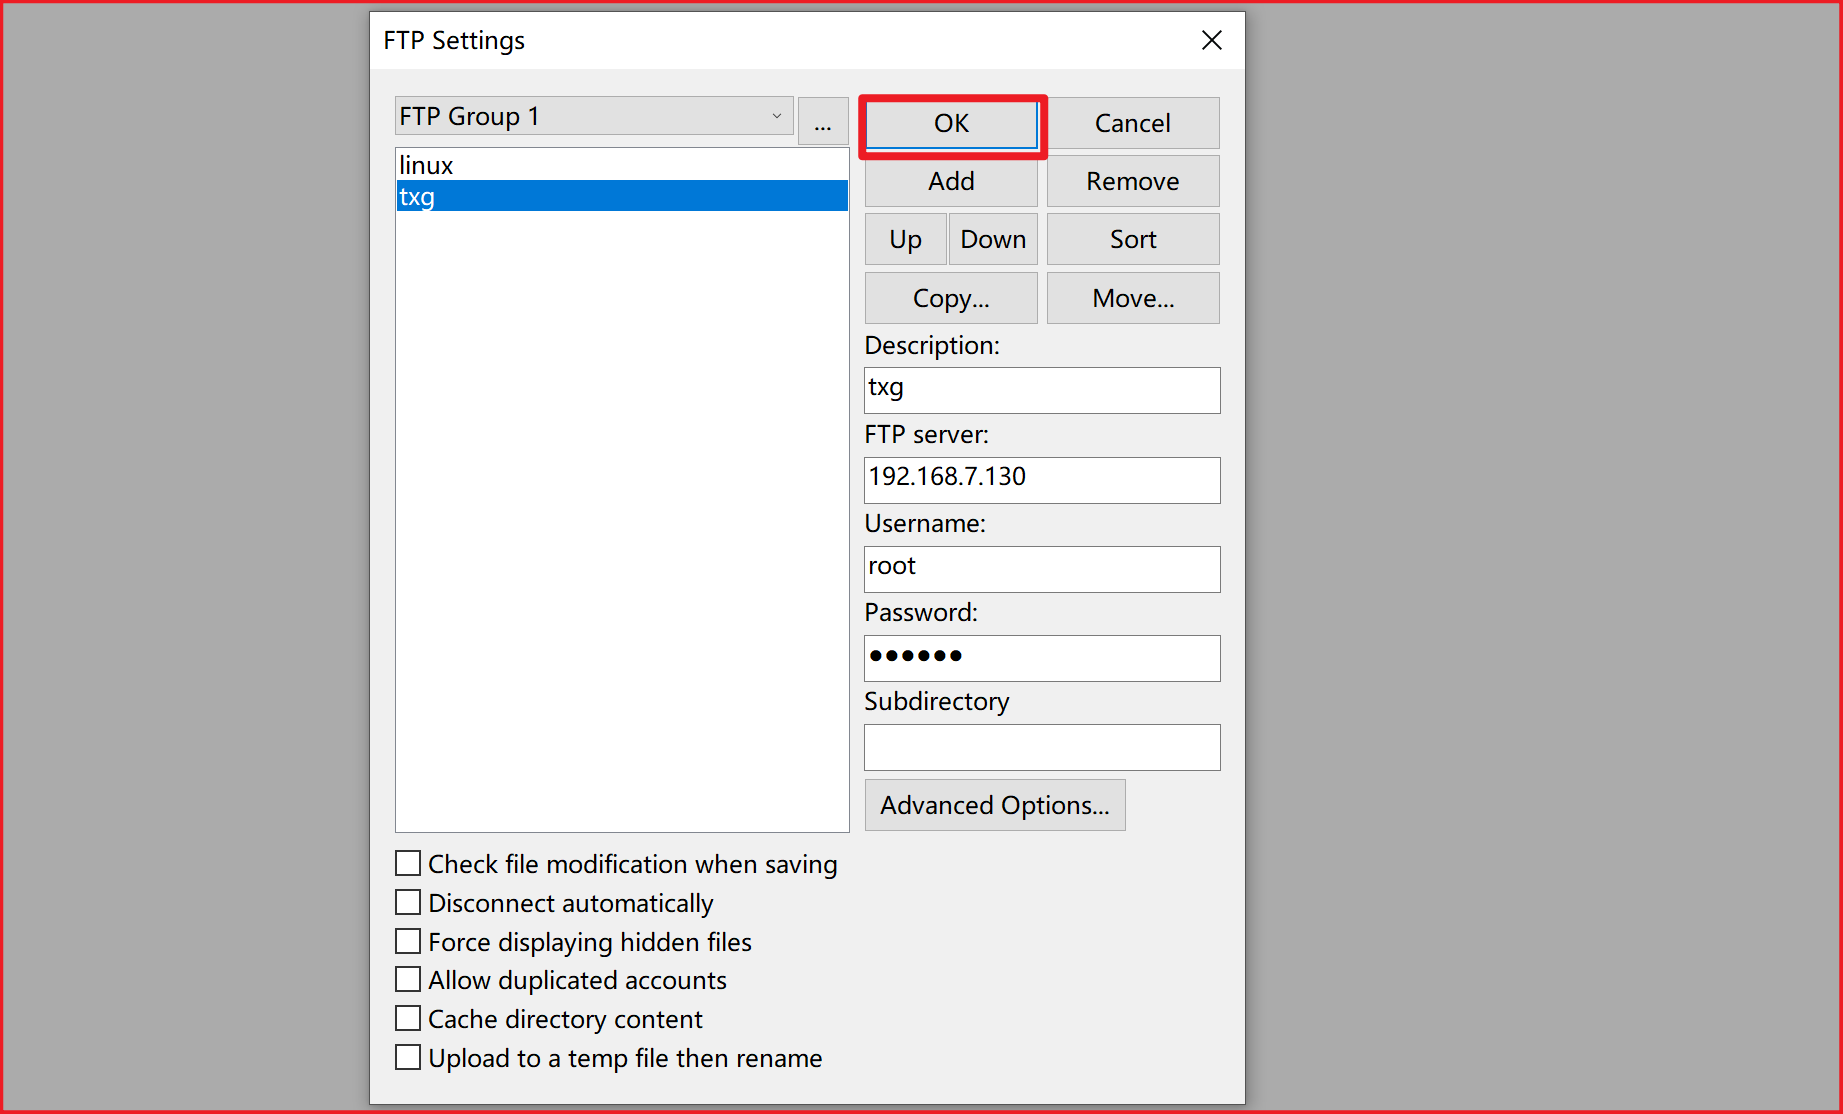 FTP Settings
FTP Group 1
...
OK
Cancel
linux
txg
Add
Remove
Up
Down
Sort
Copy...
Move...
Description:
txg
FTP server:
192.168.7.130
Username:
root
Password:
●●●●●●
Subdirectory
Advanced Options...
Check file modification when saving
Disconnect automatically
Force displaying hidden files
Allow duplicated accounts
Cache directory content
Upload to a temp file then rename